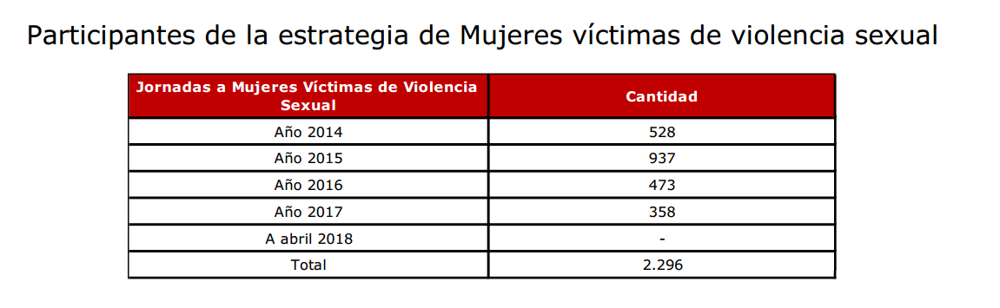 Participantes de la estrategia de Mujeres víctimas de violencia sexual
Jornadas a Mujeres Víctimas de Violencia
Sexual
Cantidad
Año 2014 528
Año 2015 937
Año 2016 473
Año 2017 358
A abril 2018 -
Total 2.296